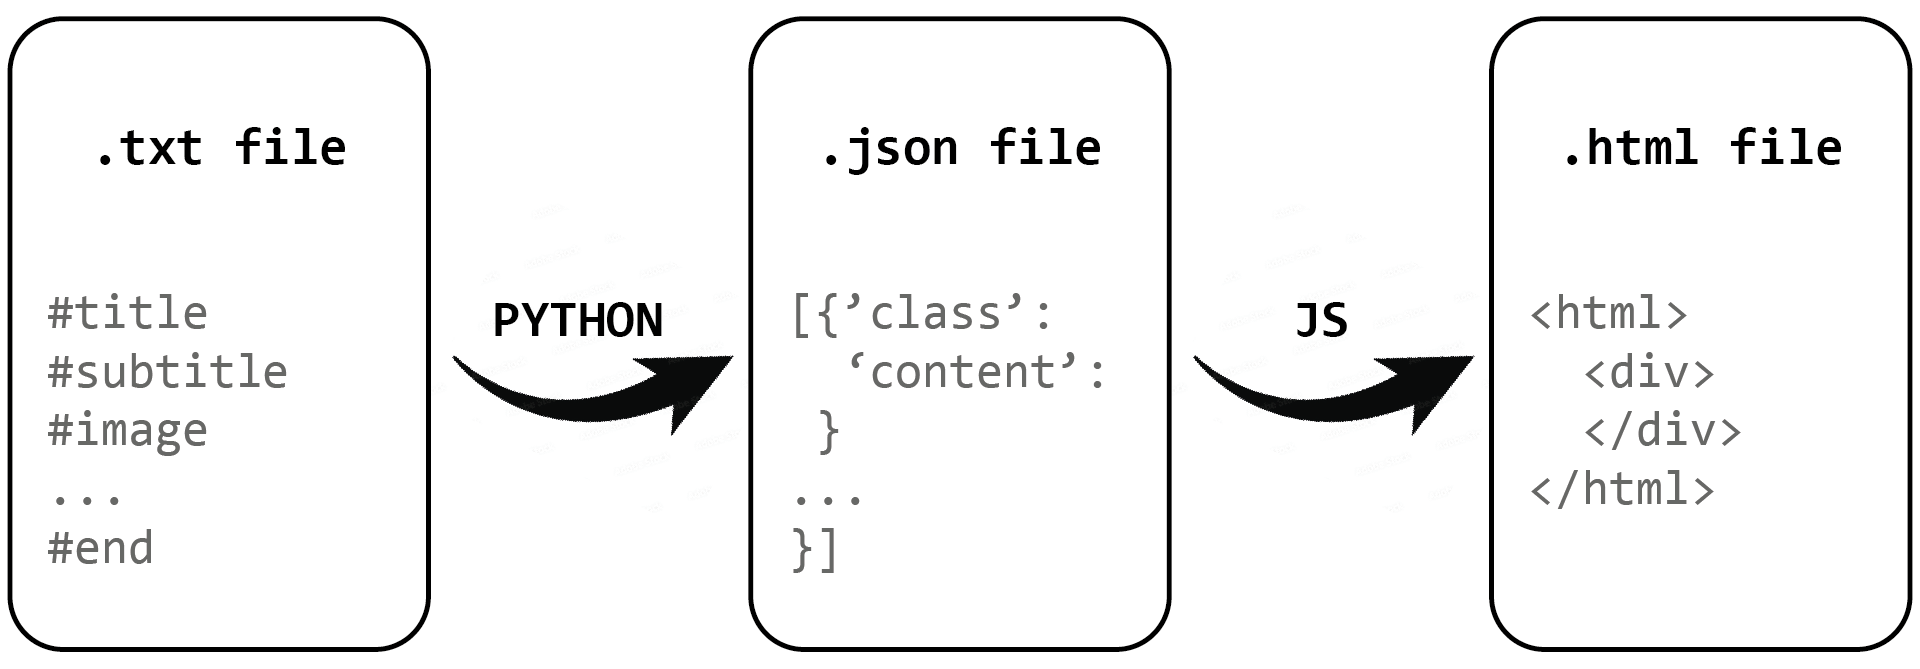 .txt file
#title
#subtitle
#image
...
#end
PYTHON
.json file
[{’class’:
‘content’:
}
...
}]
JS
.html file
<html>
<div>
</div>
</html>